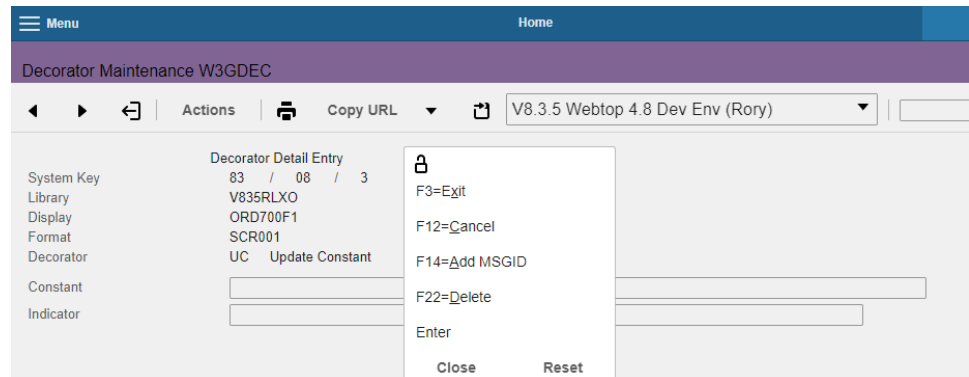 Menu Home
Decorator Maintenance W3GDEC
Actions Copy URL V8.3.5 Webtop 4.8 Dev Env (Rory)
Decorator Detail Entry
System Key 83 / 08 / 3
Library V835RLXO
Display ORD700F1
Format SCR001
Decorator UC Update Constant
Constant
Indicator
F3=Exit
F12=Cancel
F14=Add MSGID
F22=Delete
Enter
Close Reset